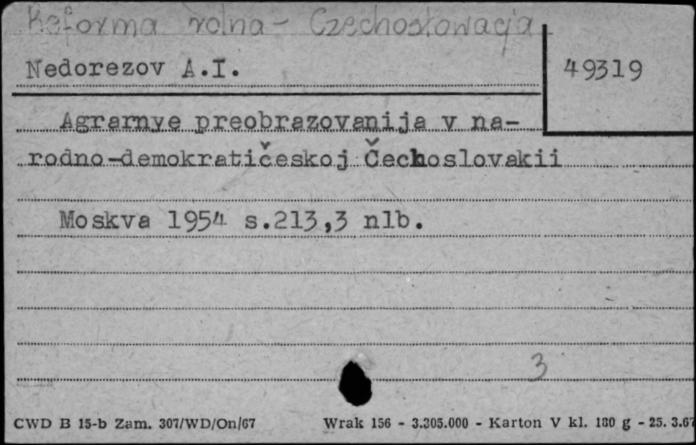 Reforma rolna - Czechosłowacja
Nedorezov A.I.
49319
Agrarnye preobrazovanija v na-
rodno-demokratičeskoj Čechoslovakii
Moskva 1954 s.213,3 nlb.
3
CWD B 15-b Zam. 307/WD/On/67 Wrak 156 - 3.305.000 - Karton V kl. 180 g - 25.3.67